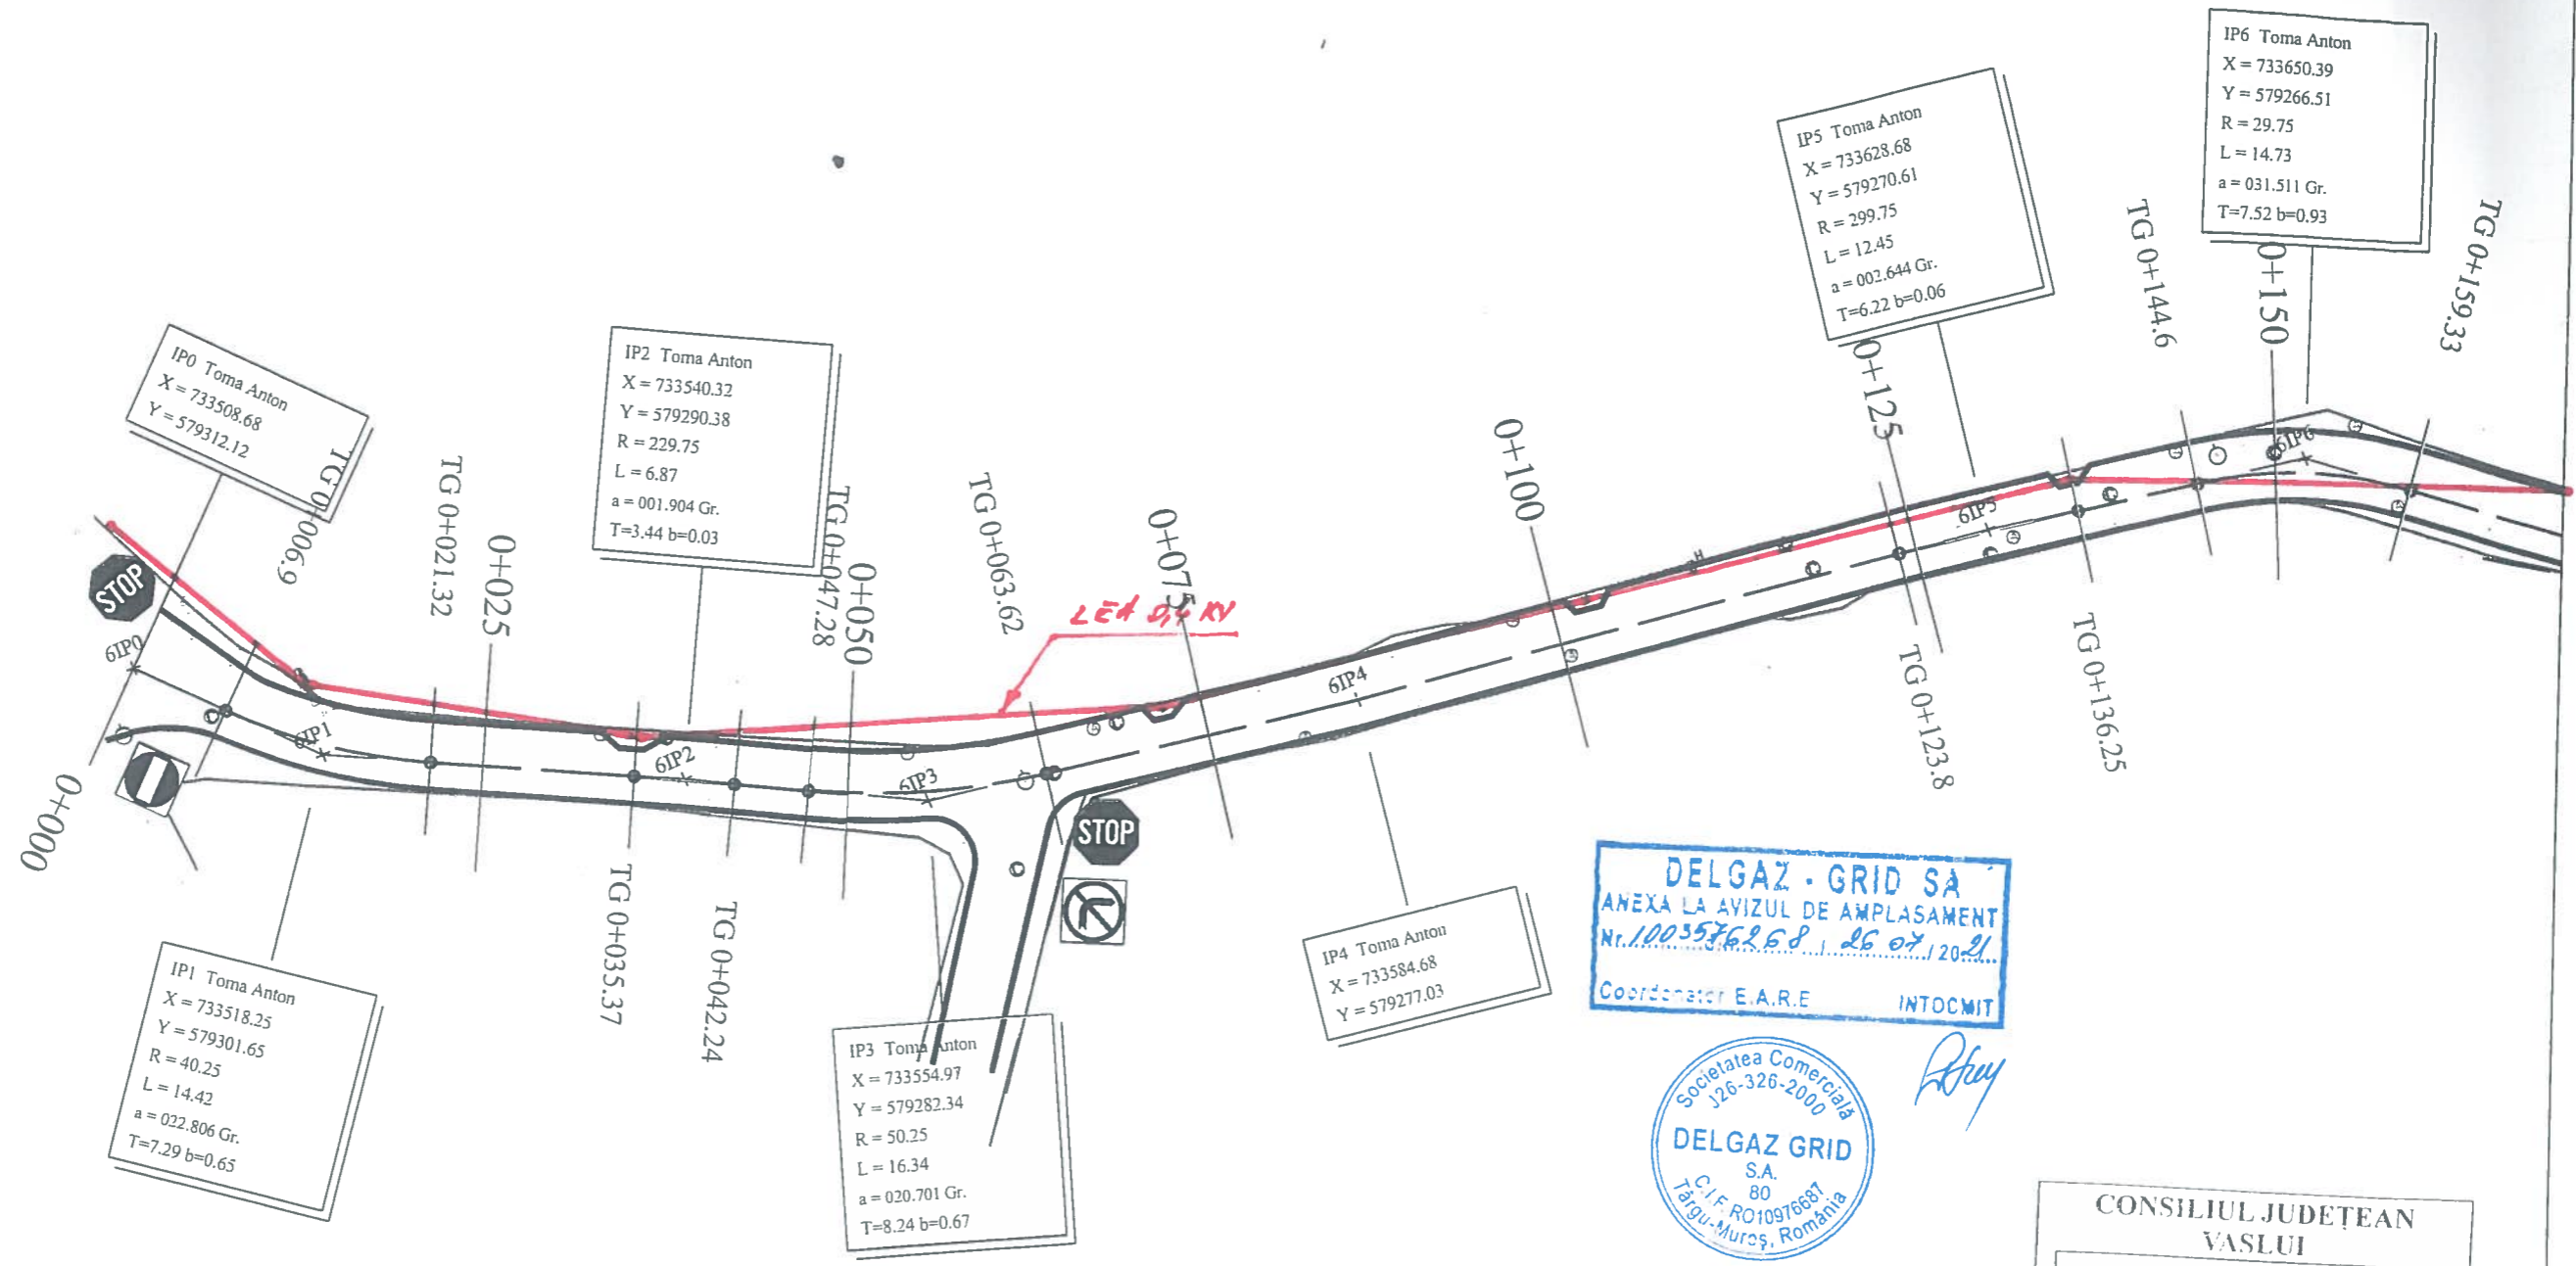 IP0 Toma Anton
X = 733508.68
Y = 579312.12
IP2 Toma Anton
X = 733540.32
Y = 579290.38
R = 229.75
L = 6.87
a = 001.904 Gr.
T=3.44 b=0.03
IP5 Toma Anton
X = 733628.68
Y = 579270.61
R = 299.75
L = 12.45
a = 002.644 Gr.
T=6.22 b=0.06
IP6 Toma Anton
X = 733650.39
Y = 579266.51
R = 29.75
L = 14.73
a = 031.511 Gr.
T=7.52 b=0.93
TG 0+006.9
TG 0+021.32
0+025
TG 0+047.28
0+050
TG 0+063.62
0+075
0+100
0+125
TG 0+144.6
0+150
TG 0+159.33
LEA 0,4 KV
STOP
6IP0
6IP1
6IP2
6IP3
6IP4
6IP5
6IP6
0+000
TG 0+035.37
TG 0+042.24
STOP
TG 0+123.8
TG 0+136.25
IP1 Toma Anton
X = 733518.25
Y = 579301.65
R = 40.25
L = 14.42
a = 022.806 Gr.
T=7.29 b=0.65
IP3 Toma Anton
X = 733554.97
Y = 579282.34
R = 50.25
L = 16.34
a = 020.701 Gr.
T=8.24 b=0.67
IP4 Toma Anton
X = 733584.68
Y = 579277.03
DELGAZ - GRID SA
ANEXA LA AVIZUL DE AMPLASAMENT
Nr. 1003576268 / 26 07 / 2021
Coordonator E.A.R.E INTOCMIT
Societatea Comercială
J26-326-2000
DELGAZ GRID
S.A.
80
C.I.F. RO10976687
Târgu-Mureș, România
CONSILIUL JUDEȚEAN
VASLUI